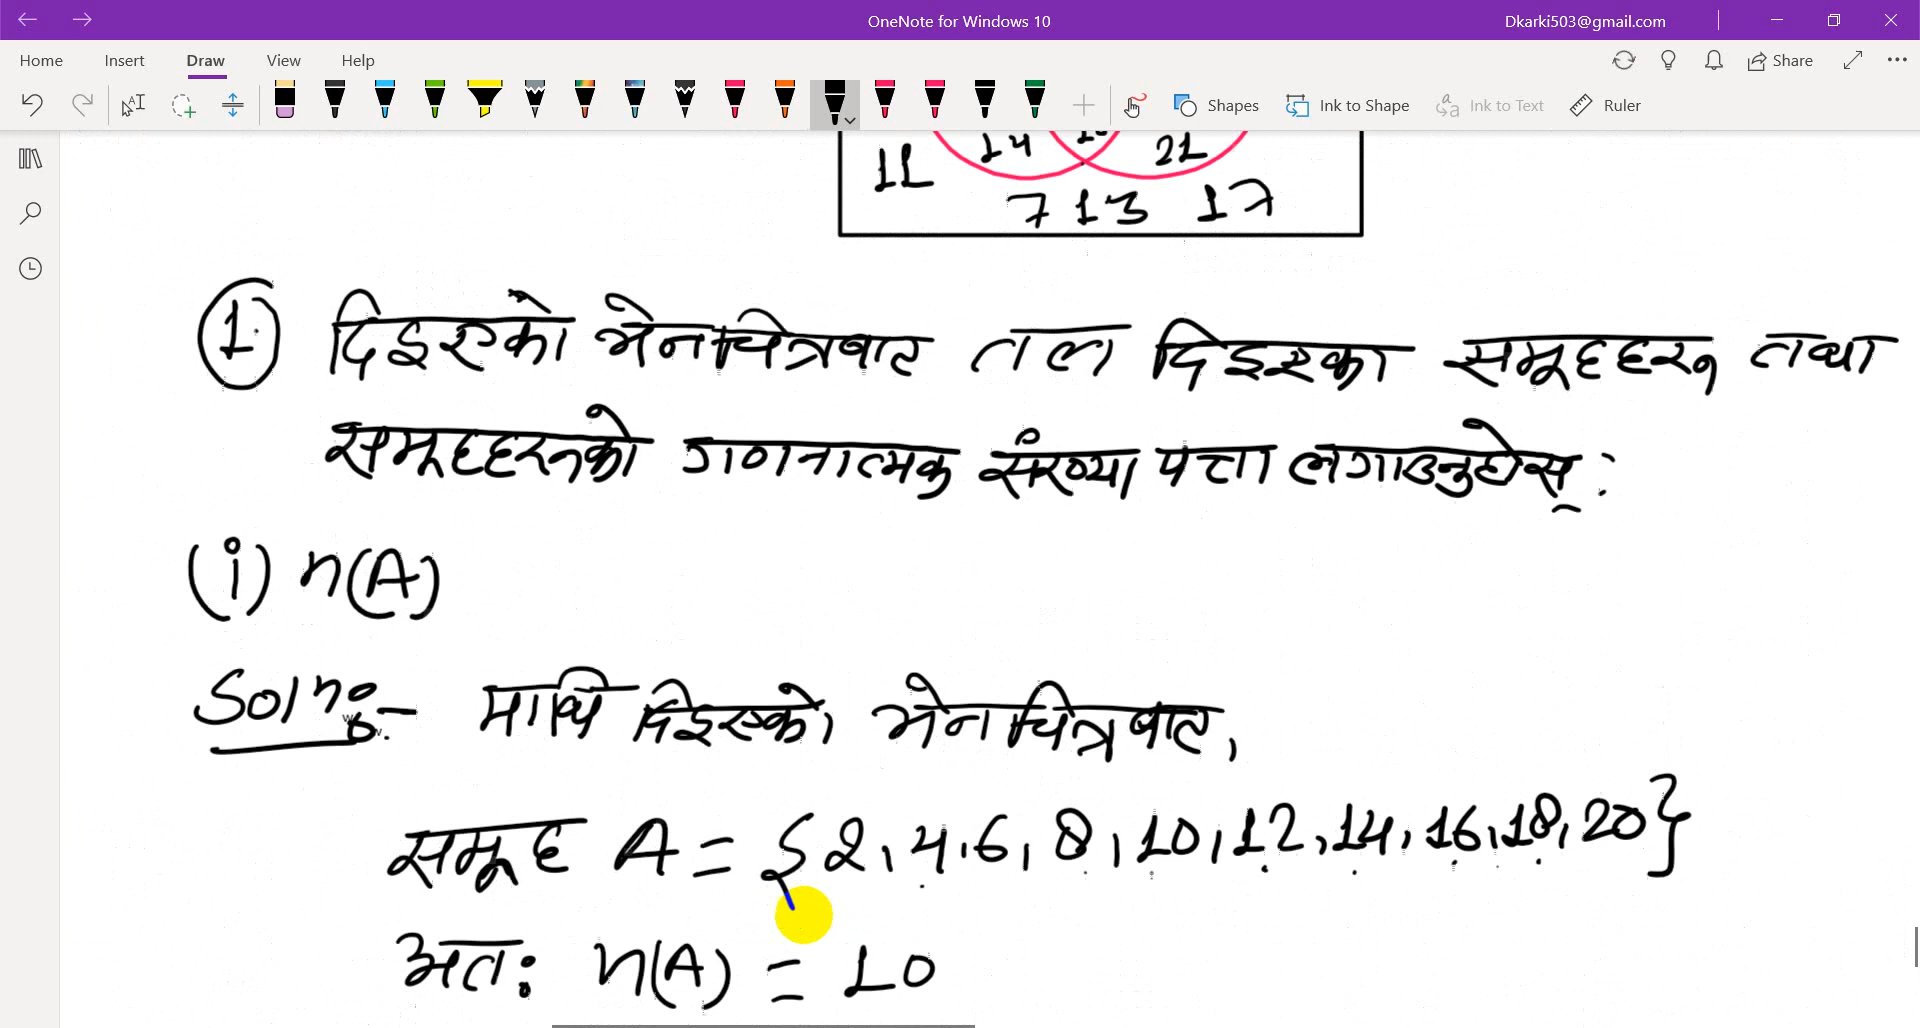 OneNote for Windows 10
Dkarki503@gmail.com
Home Insert Draw View Help
Share
Shapes Ink to Shape Ink to Text Ruler
14 21
11
7 13 17
1. दिइएको भेनचित्रबाट तल दिइएका समूहहरू तथा
समूहहरूको गणनात्मक संख्या पत्ता लगाउनुहोस् :
(i) n(A)
Soln:- माथि दिइएको भेनचित्रबाट,
समूह A = {2, 4, 6, 8, 10, 12, 14, 16, 18, 20}
अतः n(A) = 10